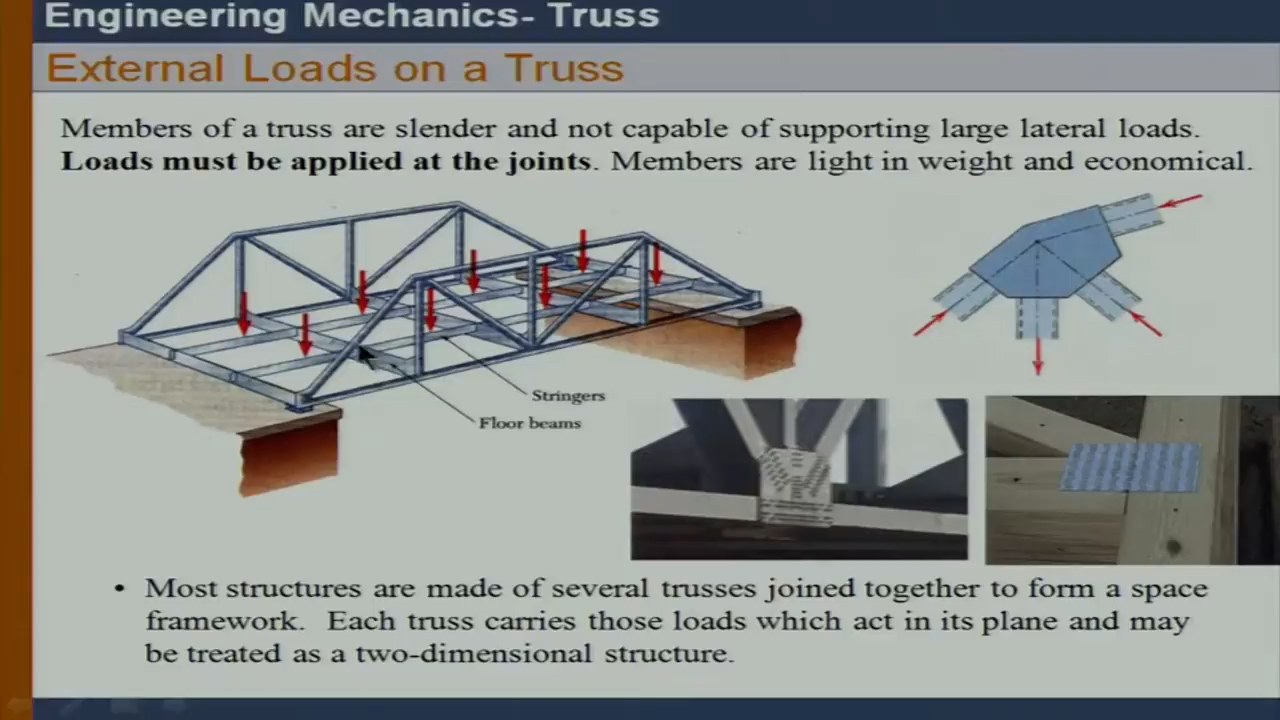 Engineering Mechanics- Truss
External Loads on a Truss
Members of a truss are slender and not capable of supporting large lateral loads.
Loads must be applied at the joints. Members are light in weight and economical.
Stringers
Floor beams
• Most structures are made of several trusses joined together to form a space
framework. Each truss carries those loads which act in its plane and may
be treated as a two-dimensional structure.